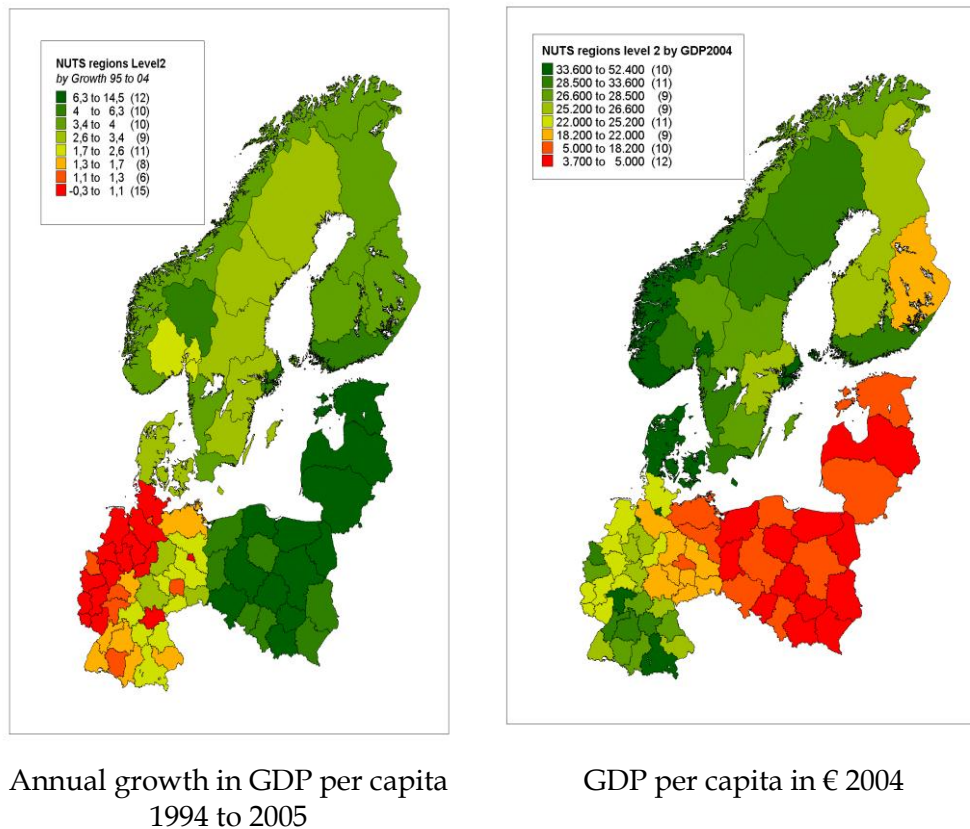 NUTS regions Level2
by Growth 95 to 04
6,3 to 14,5 (12)
4 to 6,3 (10)
3,4 to 4 (10)
2,6 to 3,4 (9)
1,7 to 2,6 (11)
1,3 to 1,7 (8)
1,1 to 1,3 (6)
-0,3 to 1,1 (15)
NUTS regions level 2 by GDP2004
33.600 to 52.400 (10)
28.500 to 33.600 (11)
26.600 to 28.500 (9)
25.200 to 26.600 (9)
22.000 to 25.200 (11)
18.200 to 22.000 (9)
5.000 to 18.200 (10)
3.700 to 5.000 (12)
Annual growth in GDP per capita
1994 to 2005
GDP per capita in € 2004